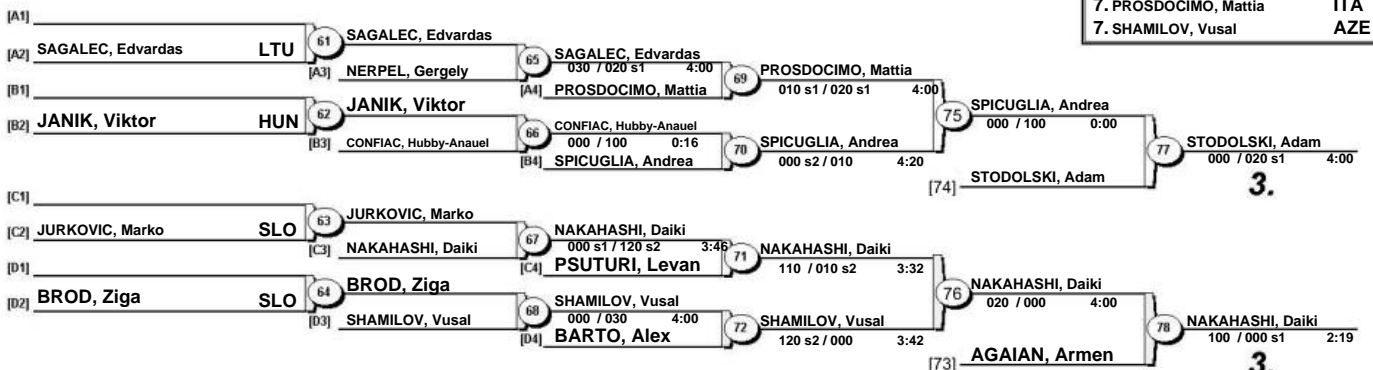 7. PROSDOCIMO, Mattia ITA
7. SHAMILOV, Vusal AZE
[A1]
[A2] SAGALEC, Edvardas LTU
61 SAGALEC, Edvardas
[A3] NERPEL, Gergely
65 SAGALEC, Edvardas
030 / 020 s1 4:00
[A4] PROSDOCIMO, Mattia
69 PROSDOCIMO, Mattia
010 s1 / 020 s1 4:00
[B1]
[B2] JANIK, Viktor HUN
62 JANIK, Viktor
[B3] CONFIAC, Hubby-Anauel
66 CONFIAC, Hubby-Anauel
000 / 100 0:16
[B4] SPICUGLIA, Andrea
70 SPICUGLIA, Andrea
000 s2 / 010 4:20
75 SPICUGLIA, Andrea
000 / 100 0:00
[74] STODOLSKI, Adam
77 STODOLSKI, Adam
000 / 020 s1 4:00
3.
[C1]
[C2] JURKOVIC, Marko SLO
63 JURKOVIC, Marko
[C3] NAKAHASHI, Daiki
67 NAKAHASHI, Daiki
000 s1 / 120 s2 3:46
[C4] PSUTURI, Levan
71 NAKAHASHI, Daiki
110 / 010 s2 3:32
[D1]
[D2] BROD, Ziga SLO
64 BROD, Ziga
[D3] SHAMILOV, Vusal
68 SHAMILOV, Vusal
000 / 030 4:00
[D4] BARTO, Alex
72 SHAMILOV, Vusal
120 s2 / 000 3:42
76 NAKAHASHI, Daiki
020 / 000 4:00
[73] AGAIAN, Armen
78 NAKAHASHI, Daiki
100 / 000 s1 2:19
3.